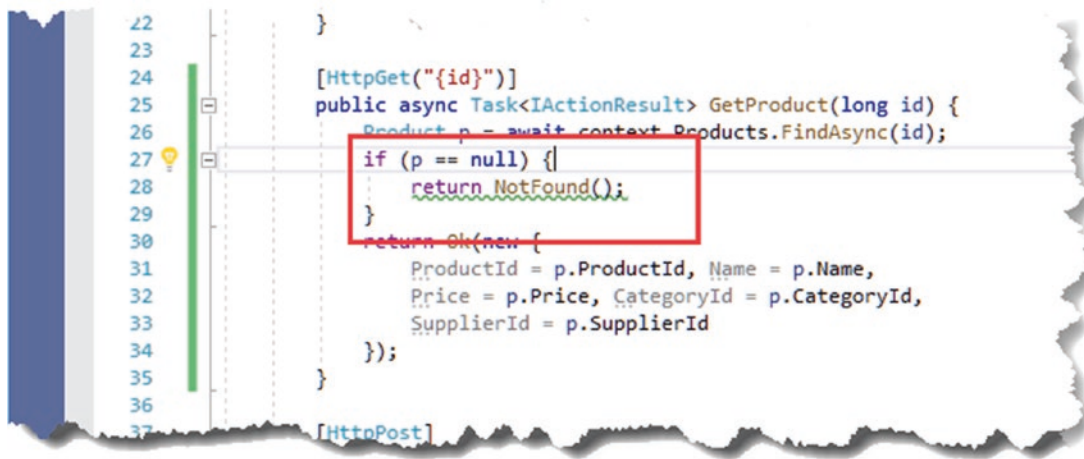 22 }
23
24 [HttpGet("{id}")]
25 public async Task<IActionResult> GetProduct(long id) {
26 Product p = await context.Products.FindAsync(id);
27 if (p == null) {
28 return NotFound();
29 }
30 return Ok(new {
31 ProductId = p.ProductId, Name = p.Name,
32 Price = p.Price, CategoryId = p.CategoryId,
33 SupplierId = p.SupplierId
34 });
35 }
36
37 [HttpPost]